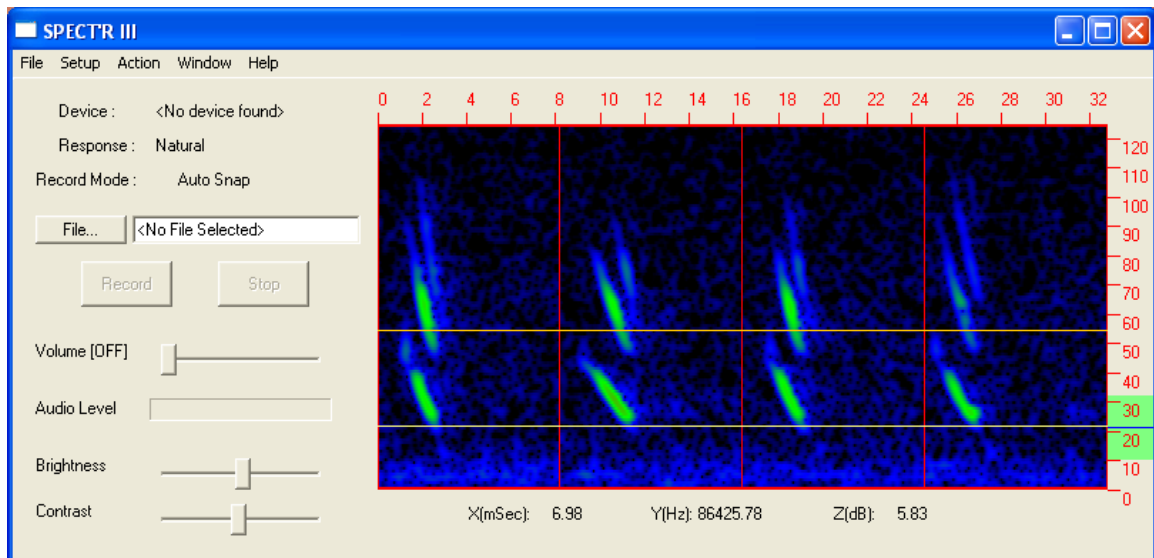 SPECT'R III
File Setup Action Window Help
Device : <No device found>
Response : Natural
Record Mode : Auto Snap
File... <No File Selected>
Record Stop
Volume [OFF]
Audio Level
Brightness
Contrast
0 2 4 6 8 10 12 14 16 18 20 22 24 26 28 30 32
120
110
100
90
80
70
60
50
40
30
20
10
0
X(mSec): 6.98 Y(Hz): 86425.78 Z(dB): 5.83